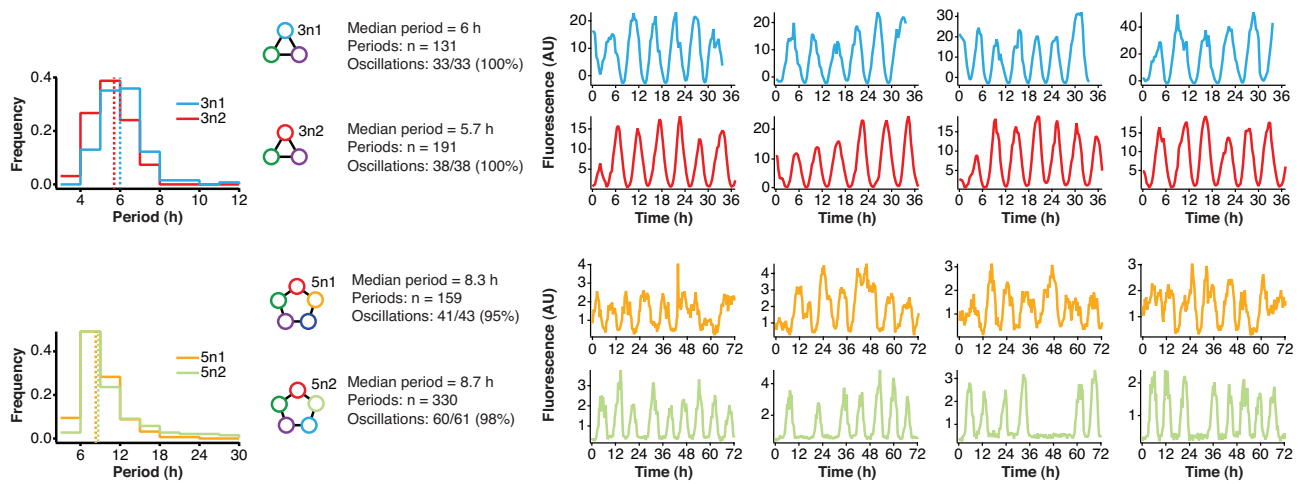 3n1
Median period = 6 h
Periods: n = 131
Oscillations: 33/33 (100%)
3n2
Median period = 5.7 h
Periods: n = 191
Oscillations: 38/38 (100%)
Frequency
0.4
0.2
0.0
3n1
3n2
4 6 8 10 12
Period (h)
Fluorescence (AU)
20
10
0
0 6 12 18 24 30 36
20
10
0
0 6 12 18 24 30 36
30
20
10
0
0 6 12 18 24 30 36
40
20
0
0 6 12 18 24 30 36
15
10
5
0 6 12 18 24 30 36
Time (h)
20
10
0
0 6 12 18 24 30 36
Time (h)
15
10
5
0 6 12 18 24 30 36
Time (h)
15
10
5
0 6 12 18 24 30 36
Time (h)
5n1
Median period = 8.3 h
Periods: n = 159
Oscillations: 41/43 (95%)
5n2
Median period = 8.7 h
Periods: n = 330
Oscillations: 60/61 (98%)
Frequency
0.4
0.2
0.0
5n1
5n2
6 12 18 24 30
Period (h)
Fluorescence (AU)
4
3
2
1
0 12 24 36 48 60 72
4
3
2
1
0 12 24 36 48 60 72
3
2
1
0 12 24 36 48 60 72
3
2
1
0 12 24 36 48 60 72
3
2
1
0 12 24 36 48 60 72
Time (h)
4
2
0 12 24 36 48 60 72
Time (h)
3
2
1
0 12 24 36 48 60 72
Time (h)
2
1
0 12 24 36 48 60 72
Time (h)